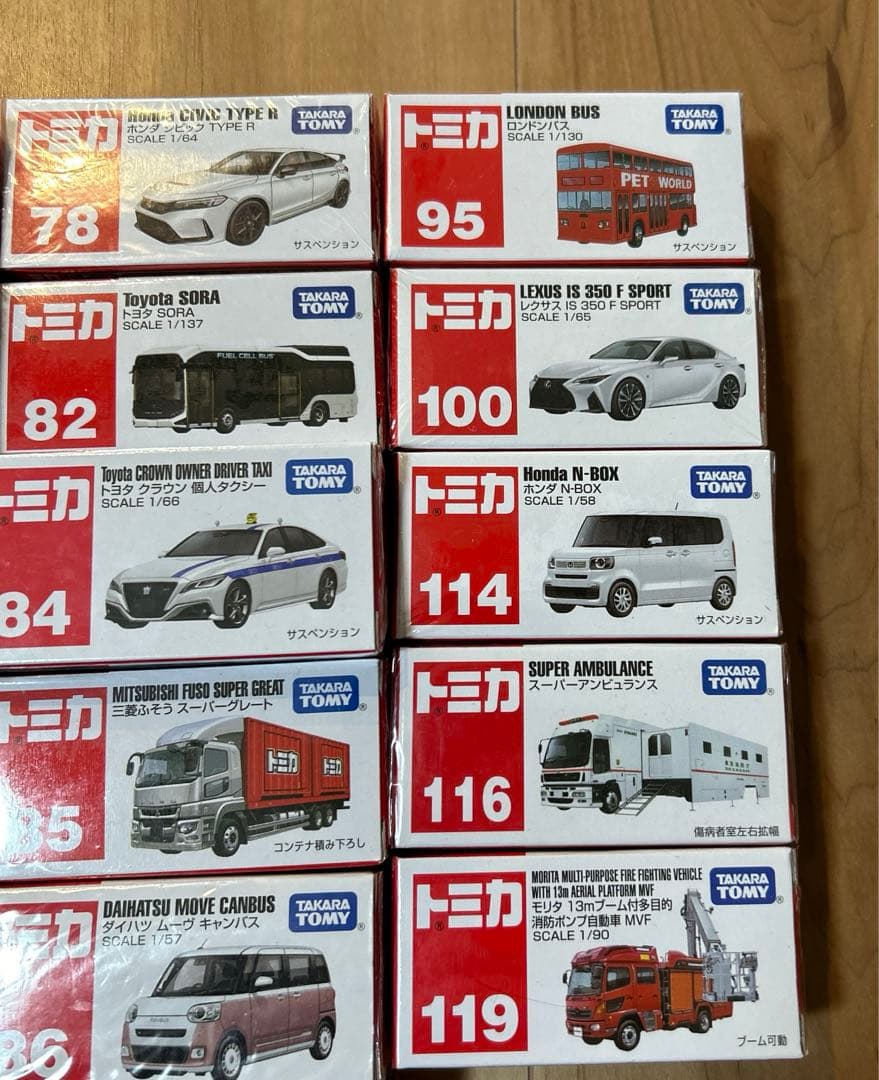 トミカ
78
Honda CIVIC TYPE R
ホンダ シビック TYPE R
SCALE 1/64
TAKARA
TOMY
サスペンション
トミカ
82
Toyota SORA
トヨタ SORA
SCALE 1/137
TAKARA
TOMY
FUEL CELL BUS
トミカ
84
Toyota CROWN OWNER DRIVER TAXI
トヨタ クラウン 個人タクシー
SCALE 1/66
TAKARA
TOMY
サスペンション
トミカ
85
MITSUBISHI FUSO SUPER GREAT
三菱ふそう スーパーグレート
TAKARA
TOMY
トミカ
トミカ
コンテナ積み下ろし
トミカ
86
DAIHATSU MOVE CANBUS
ダイハツ ムーヴ キャンバス
SCALE 1/57
TAKARA
TOMY
トミカ
95
LONDON BUS
ロンドンバス
SCALE 1/130
TAKARA
TOMY
PET WORLD
サスペンション
トミカ
100
LEXUS IS 350 F SPORT
レクサス IS 350 F SPORT
SCALE 1/65
TAKARA
TOMY
トミカ
114
Honda N-BOX
ホンダ N-BOX
SCALE 1/58
TAKARA
TOMY
サスペンション
トミカ
116
SUPER AMBULANCE
スーパーアンビュランス
TAKARA
TOMY
傷病者室左右拡幅
トミカ
119
MORITA MULTI-PURPOSE FIRE FIGHTING VEHICLE
WITH 13m AERIAL PLATFORM MVF
モリタ 13mブーム付多目的
消防ポンプ自動車 MVF
SCALE 1/90
TAKARA
TOMY
ブーム可動